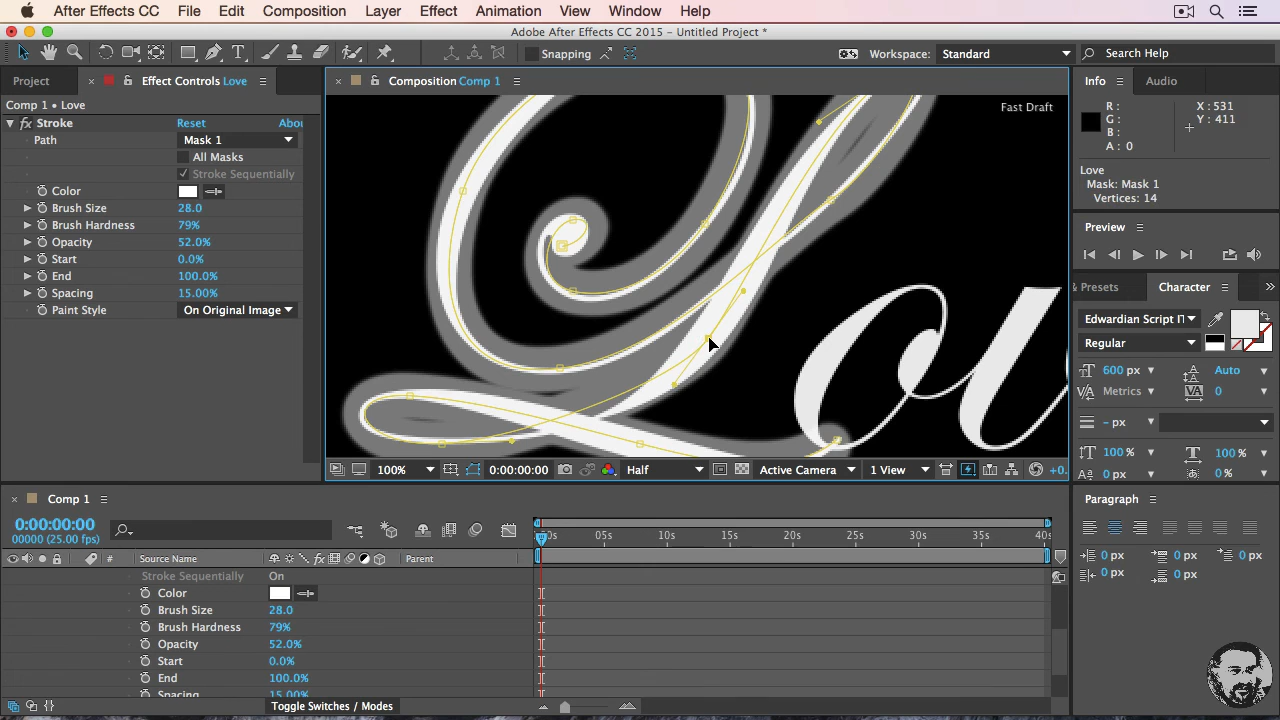 After Effects CC File Edit Composition Layer Effect Animation View Window Help
Adobe After Effects CC 2015 - Untitled Project *
Snapping
Workspace: Standard
Search Help
Project
Effect Controls Love
Composition Comp 1
Info
Audio
Comp 1 • Love
Stroke Reset Abou
Path Mask 1
All Masks
Stroke Sequentially
Color
Brush Size 28.0
Brush Hardness 79%
Opacity 52.0%
Start 0.0%
End 100.0%
Spacing 15.00%
Paint Style On Original Image
Fast Draft
Lov
R:
G:
B:
A: 0
X: 531
Y: 411
Love
Mask: Mask 1
Vertices: 14
Preview
& Presets
Character
Edwardian Script IT
Regular
600 px
Auto
Metrics
0
- px
100 %
100 %
0 px
0 %
100%
0:00:00:00
Half
Active Camera
1 View
+0.
Paragraph
0 px
0 px
0 px
0 px
0 px
Comp 1
0:00:00:00
00000 (25.00 fps)
# Source Name Parent
00s 05s 10s 15s 20s 25s 30s 35s 40s
Stroke Sequentially On
Color
Brush Size 28.0
Brush Hardness 79%
Opacity 52.0%
Start 0.0%
End 100.0%
Spacing 15.00%
Toggle Switches / Modes